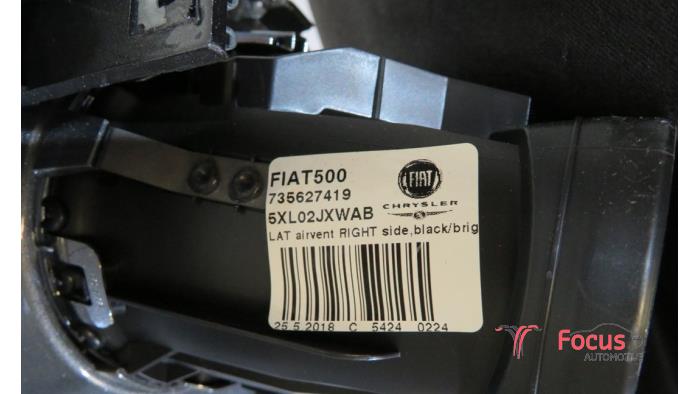 FIAT500
735627419
5XL02JXWAB
FIAT
CHRYSLER
LAT airvent RIGHT side,black/brig
25.5.2018 C 5424 0224
Focus
AUTOMOTIVE